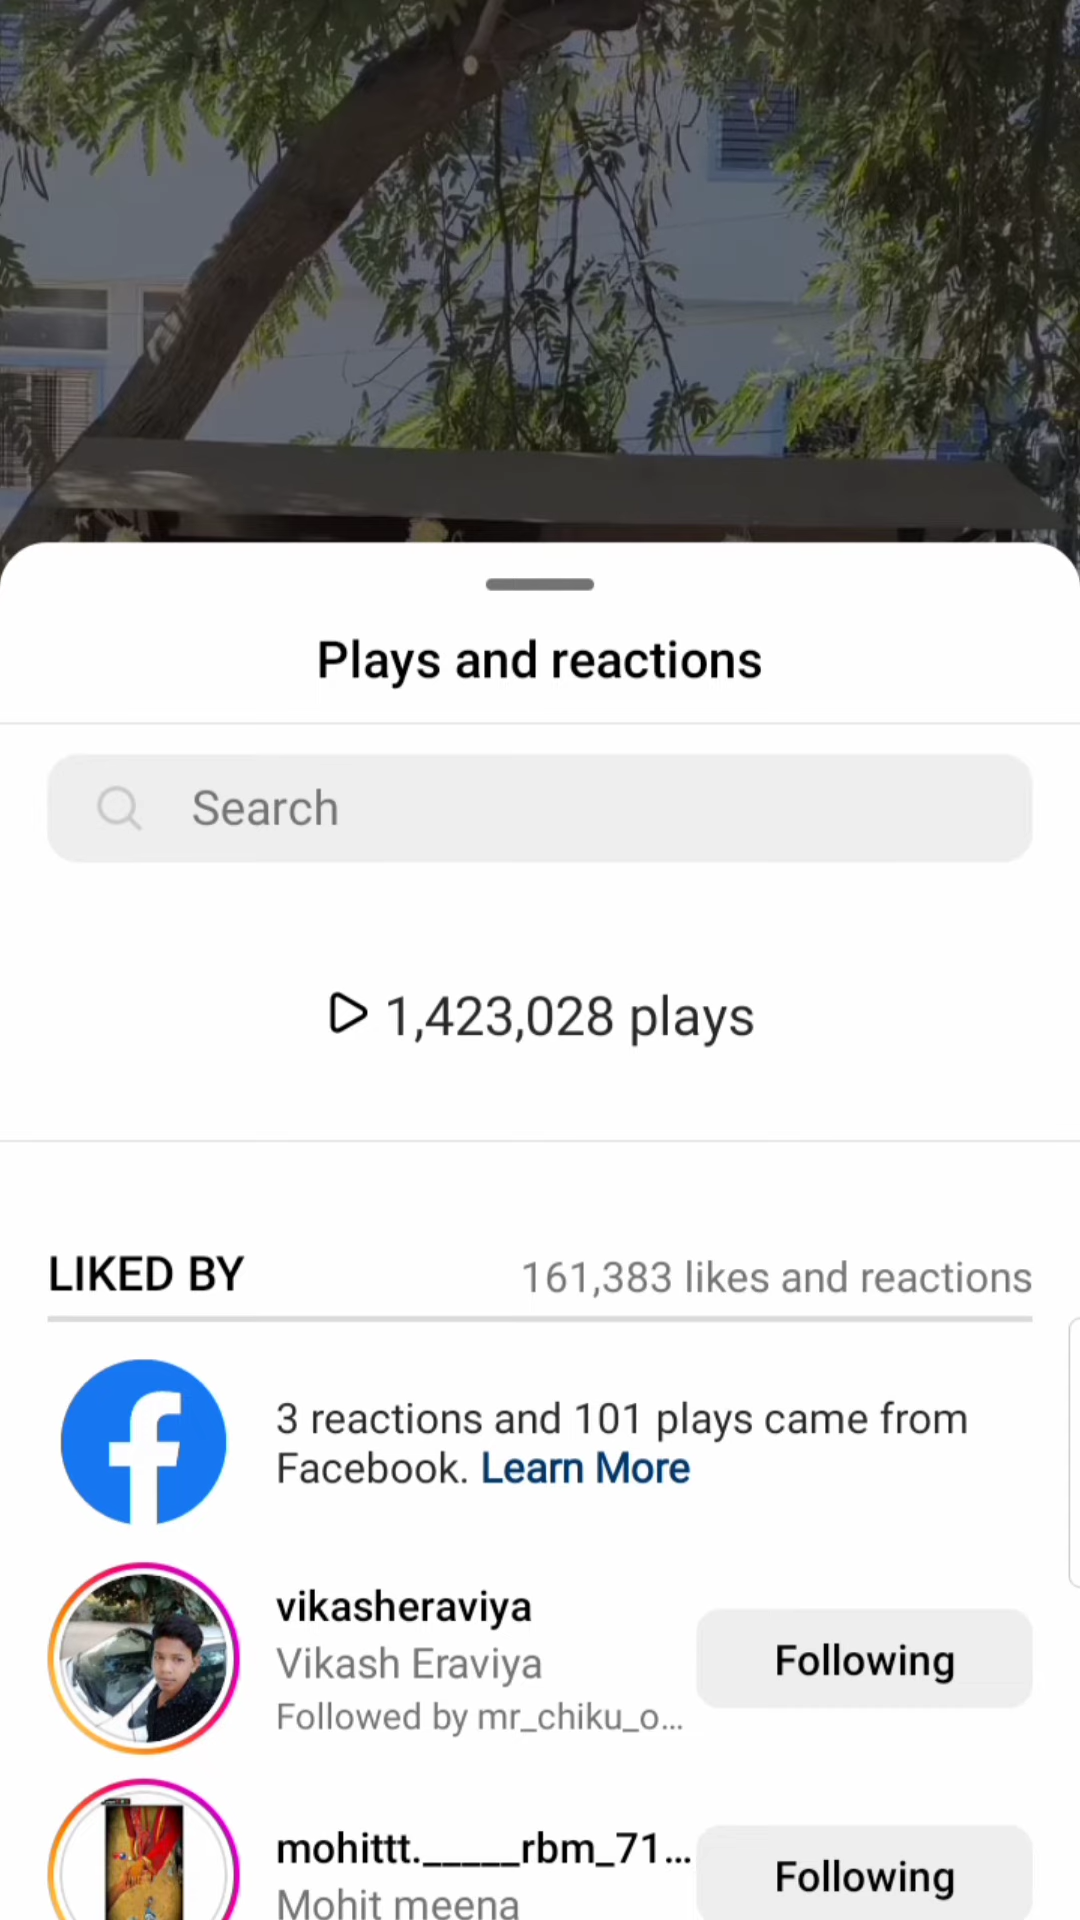 Plays and reactions
Search
1,423,028 plays
LIKED BY
161,383 likes and reactions
3 reactions and 101 plays came from
Facebook. Learn More
vikasheraviya
Vikash Eraviya
Followed by mr_chiku_o...
Following
mohittt._____rbm_71...
Mohit meena
Following